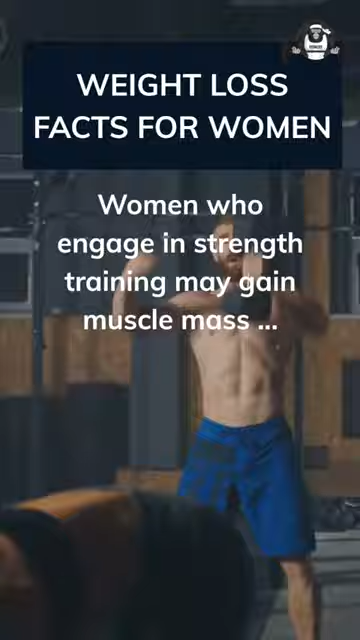 WEIGHT LOSS
FACTS FOR WOMEN
Women who
engage in strength
training may gain
muscle mass ...